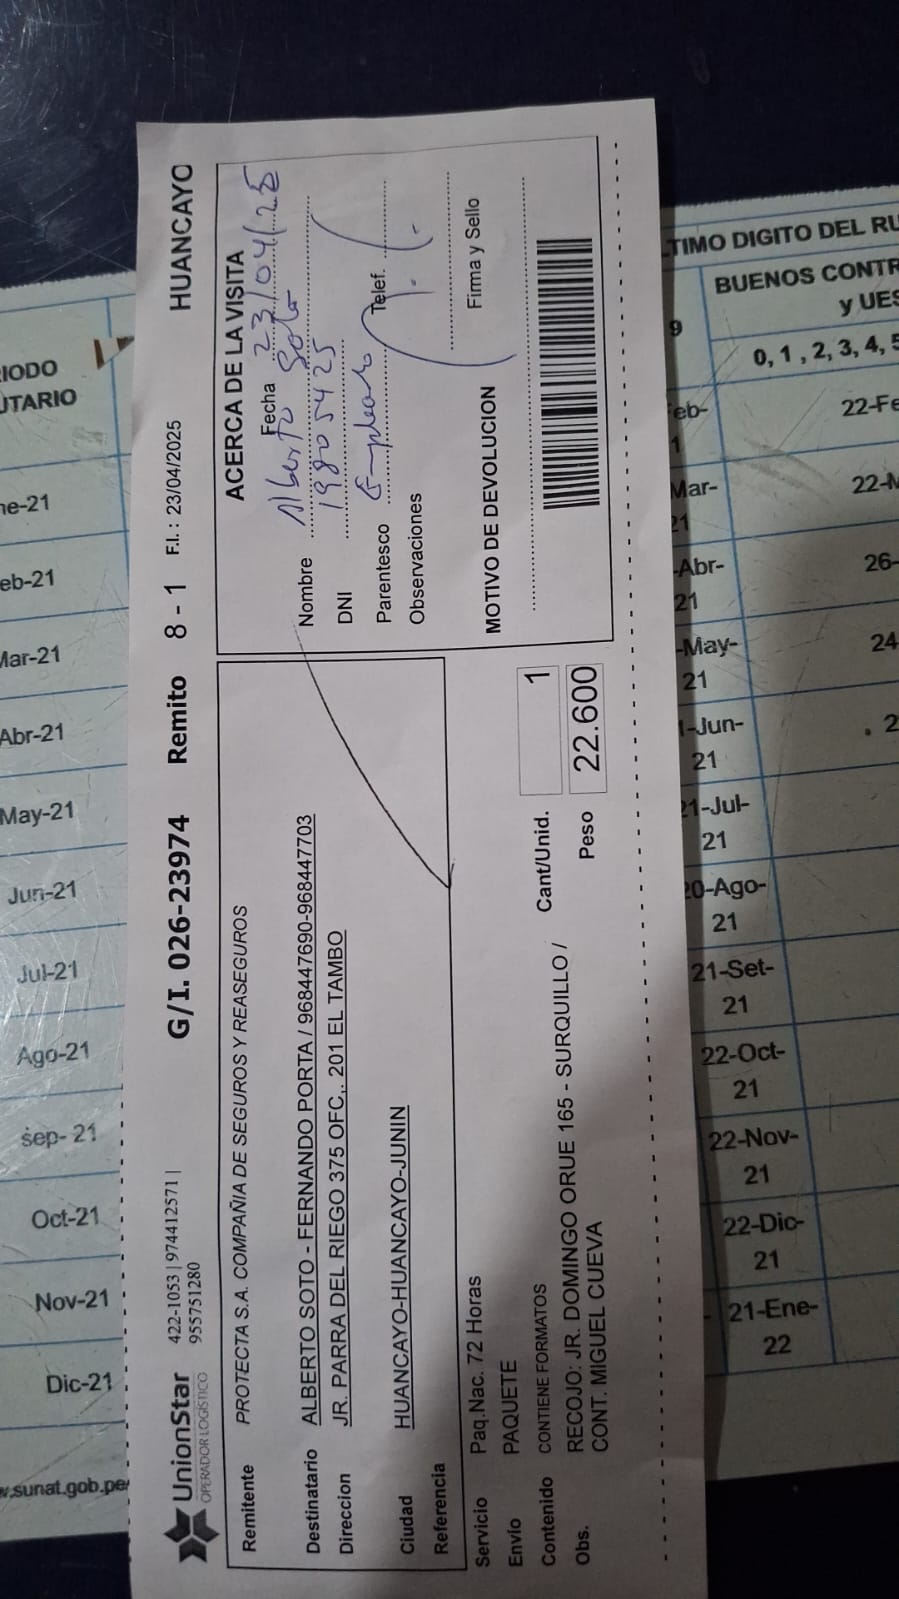 UnionStar
OPERADOR LOGÍSTICO
422-1053 | 974412571 |
955751280
G/I. 026-23974 Remito 8 - 1 F.I. : 23/04/2025 HUANCAYO
Remitente PROTECTA S.A. COMPAÑIA DE SEGUROS Y REASEGUROS
Destinatario ALBERTO SOTO - FERNANDO PORTA / 968447690-968447703
Direccion JR. PARRA DEL RIEGO 375 OFC,. 201 EL TAMBO
Ciudad HUANCAYO-HUANCAYO-JUNIN
Referencia
Servicio Paq.Nac. 72 Horas
Envío PAQUETE
Contenido CONTIENE FORMATOS
Obs. RECOJO: JR. DOMINGO ORUE 165 - SURQUILLO /
CONT. MIGUEL CUEVA
Cant/Unid. 1
Peso 22.600
ACERCA DE LA VISITA
Fecha 23/04/25
Nombre Alberto Soto
DNI 19805425
Parentesco Empleado Telef.
Observaciones
Firma y Sello
MOTIVO DE DEVOLUCION
IODO
UTARIO
ne-21
eb-21
Mar-21
Abr-21
May-21
Jun-21
Jul-21
Ago-21
sep- 21
Oct-21
Nov-21
Dic-21
w.sunat.gob.pe
TIMO DIGITO DEL RU
BUENOS CONTR
y UES
9
0, 1 , 2, 3, 4, 5
eb-
1
22-Fe
Mar-
21
22-M
-Abr-
21
26-
-May-
21
24
-Jun-
21
. 2
21-Jul-
21
20-Ago-
21
21-Set-
21
22-Oct-
21
22-Nov-
21
22-Dic-
21
21-Ene-
22